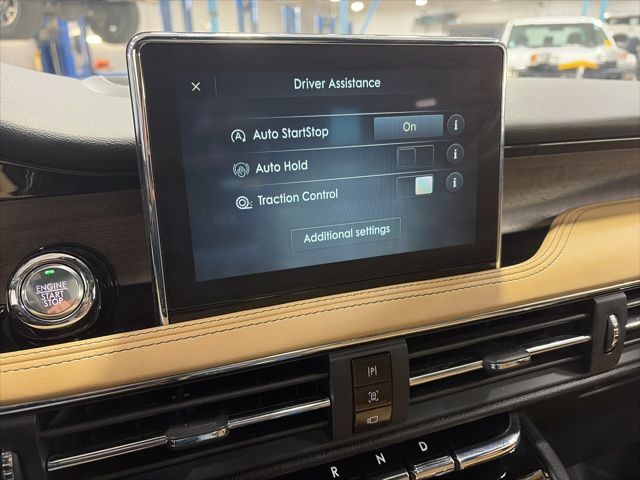 Driver Assistance
Auto StartStop On i
Auto Hold i
Traction Control i
Additional settings
ENGINE
START
STOP
P
R N D